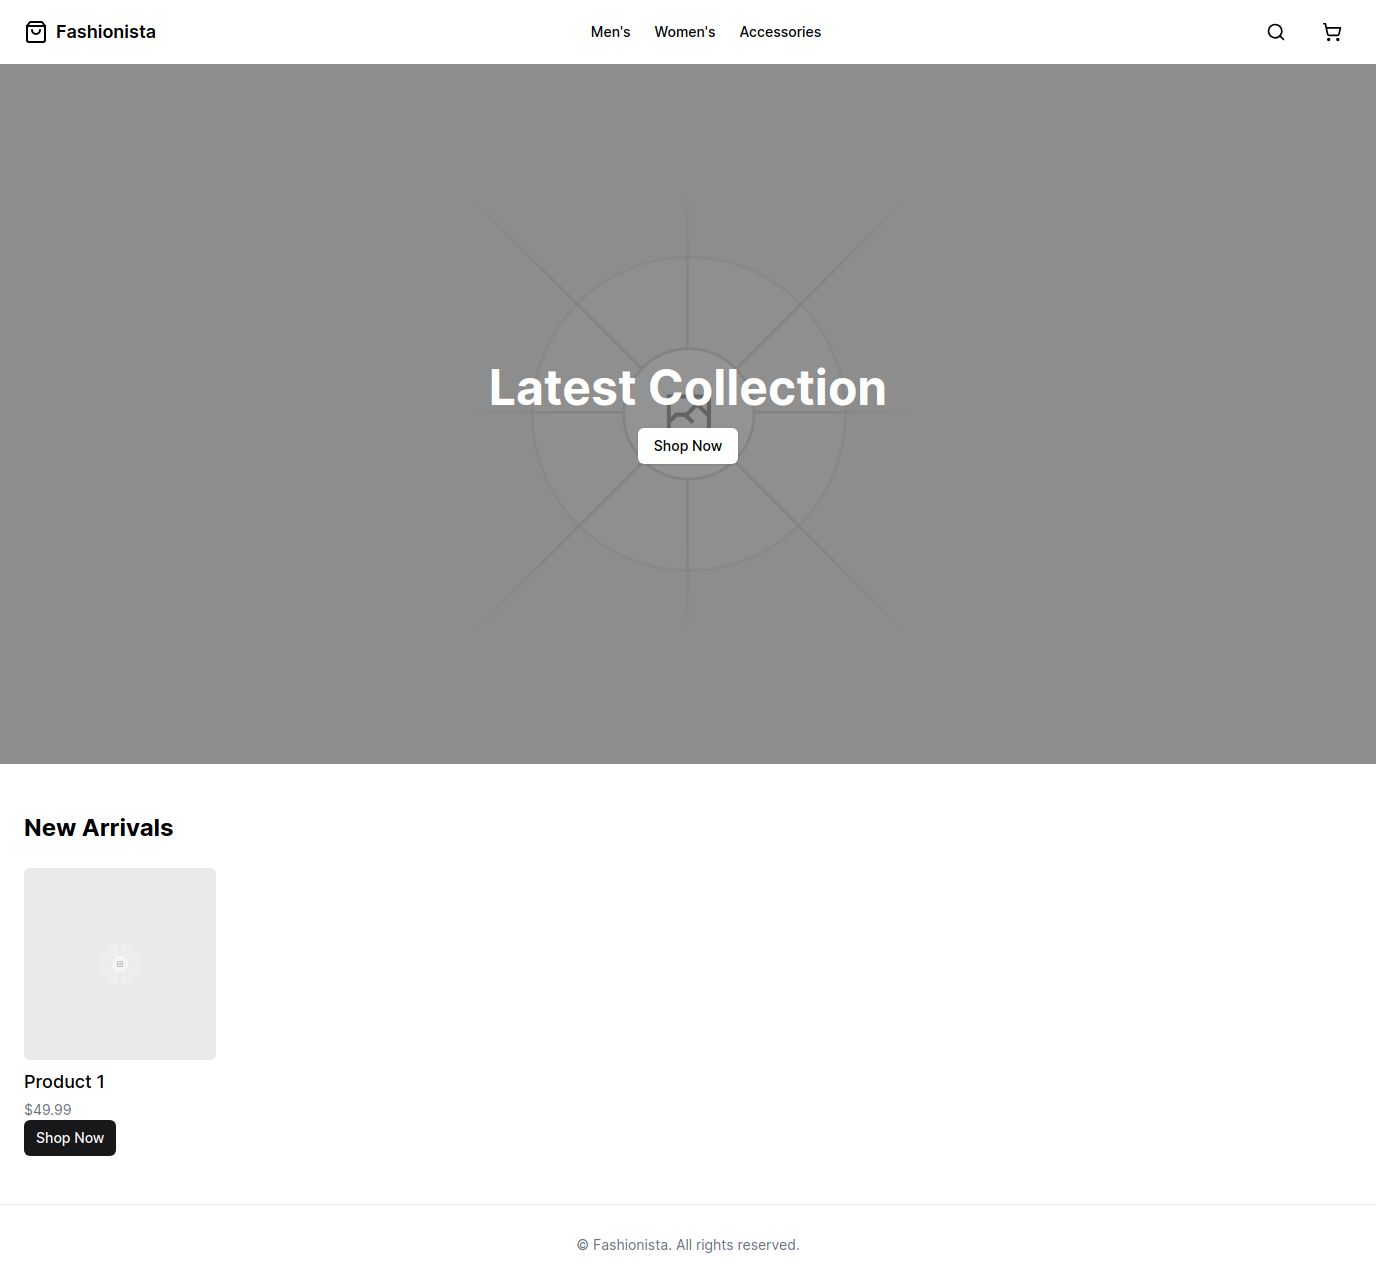 Fashionista
Men's Women's Accessories
Latest Collection
Shop Now
New Arrivals
Product 1
$49.99
Shop Now
© Fashionista. All rights reserved.